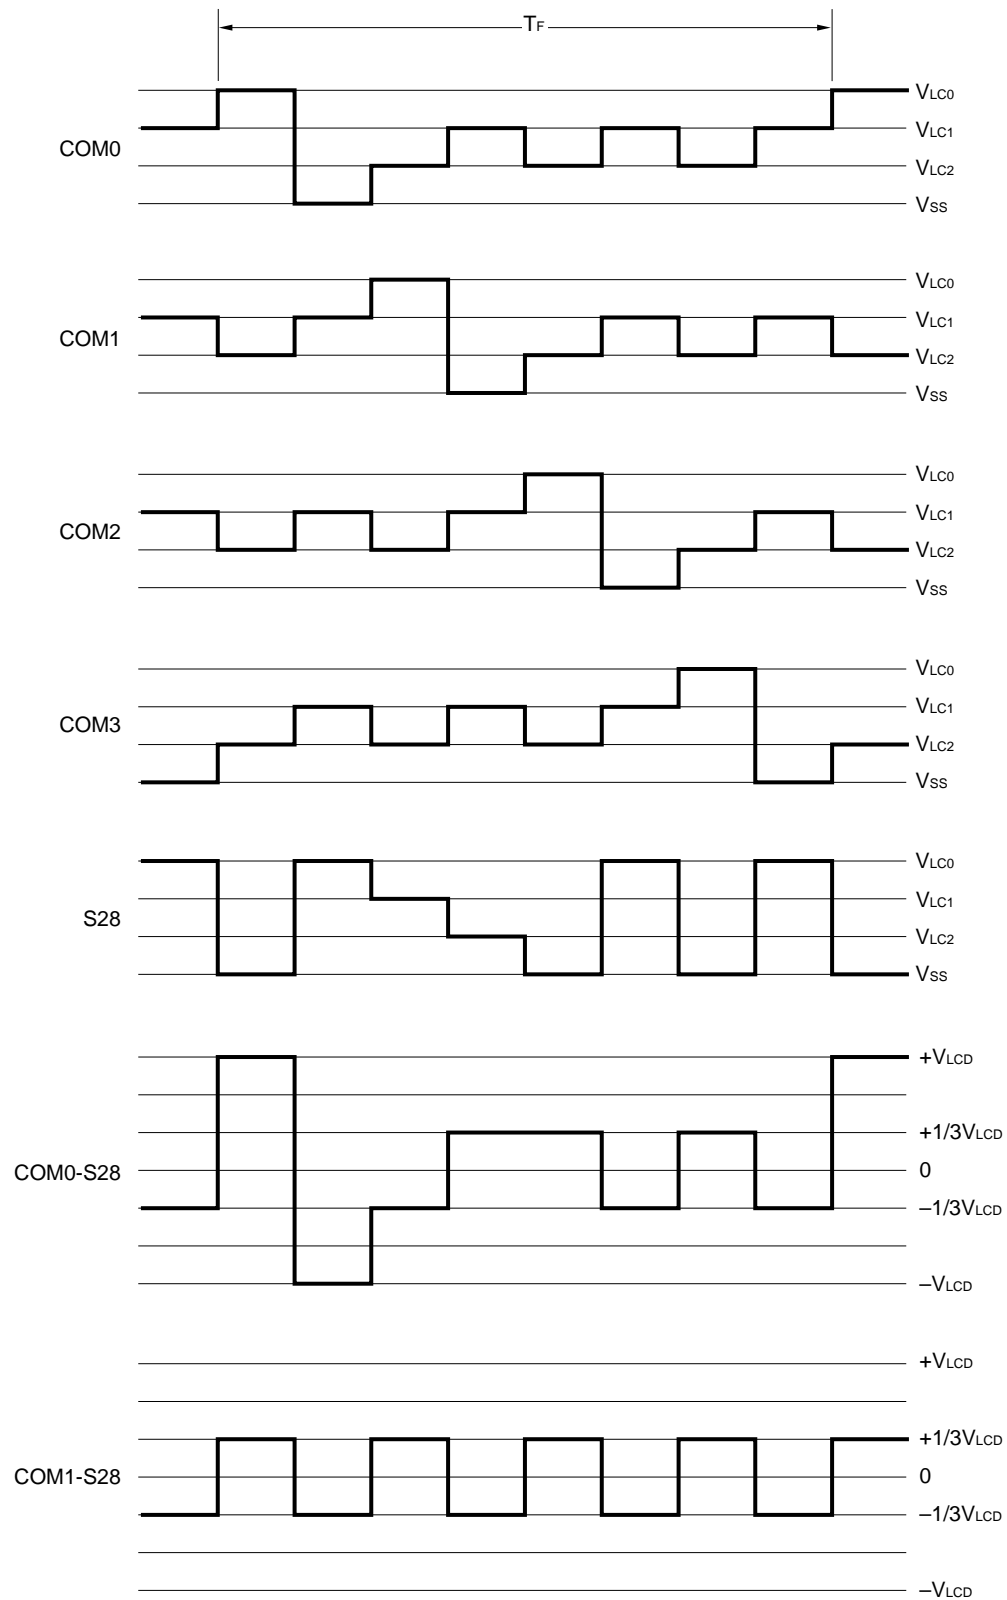 TF
VLC0
VLC1
COM0
VLC2
VSS
VLC0
VLC1
COM1
VLC2
VSS
VLC0
VLC1
COM2
VLC2
VSS
VLC0
VLC1
COM3
VLC2
VSS
VLC0
VLC1
S28
VLC2
VSS
+VLCD
+1/3VLCD
COM0-S28
0
–1/3VLCD
–VLCD
+VLCD
+1/3VLCD
COM1-S28
0
–1/3VLCD
–VLCD